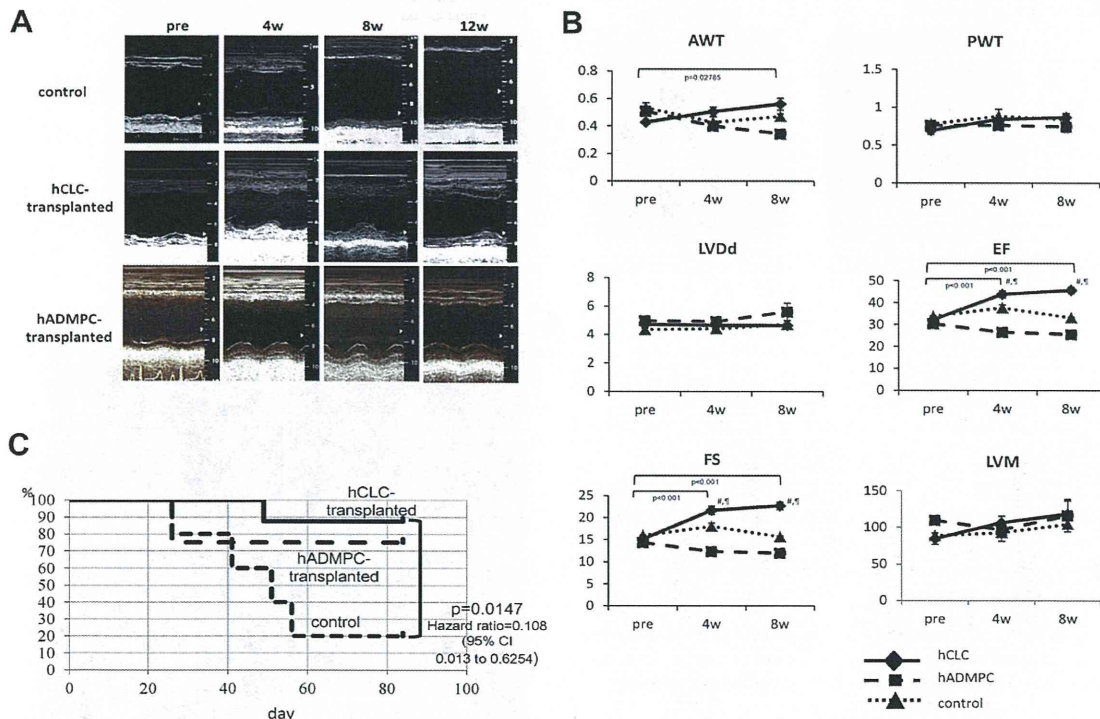 A
pre 4w 8w 12w
control
hCLC-
transplanted
hADMPC-
transplanted
B
AWT
p=0.02785
0.8
0.6
0.4
0.2
0
pre 4w 8w
PWT
1.5
1
0.5
0
pre 4w 8w
LVDd
8
6
4
2
0
pre 4w 8w
EF
p<0.001
p<0.001
#,¶
#,¶
50
40
30
20
10
0
pre 4w 8w
FS
p<0.001
p<0.001
#,¶
#,¶
25
20
15
10
5
0
pre 4w 8w
LVM
150
100
50
0
pre 4w 8w
hCLC
hADMPC
control
C
%
100
90
80
70
60
50
40
30
20
10
0
0 20 40 60 80 100
day
hCLC-
transplanted
hADMPC-
transplanted
control
p=0.0147
Hazard ratio=0.108
(95% CI
0.013 to 0.6254)